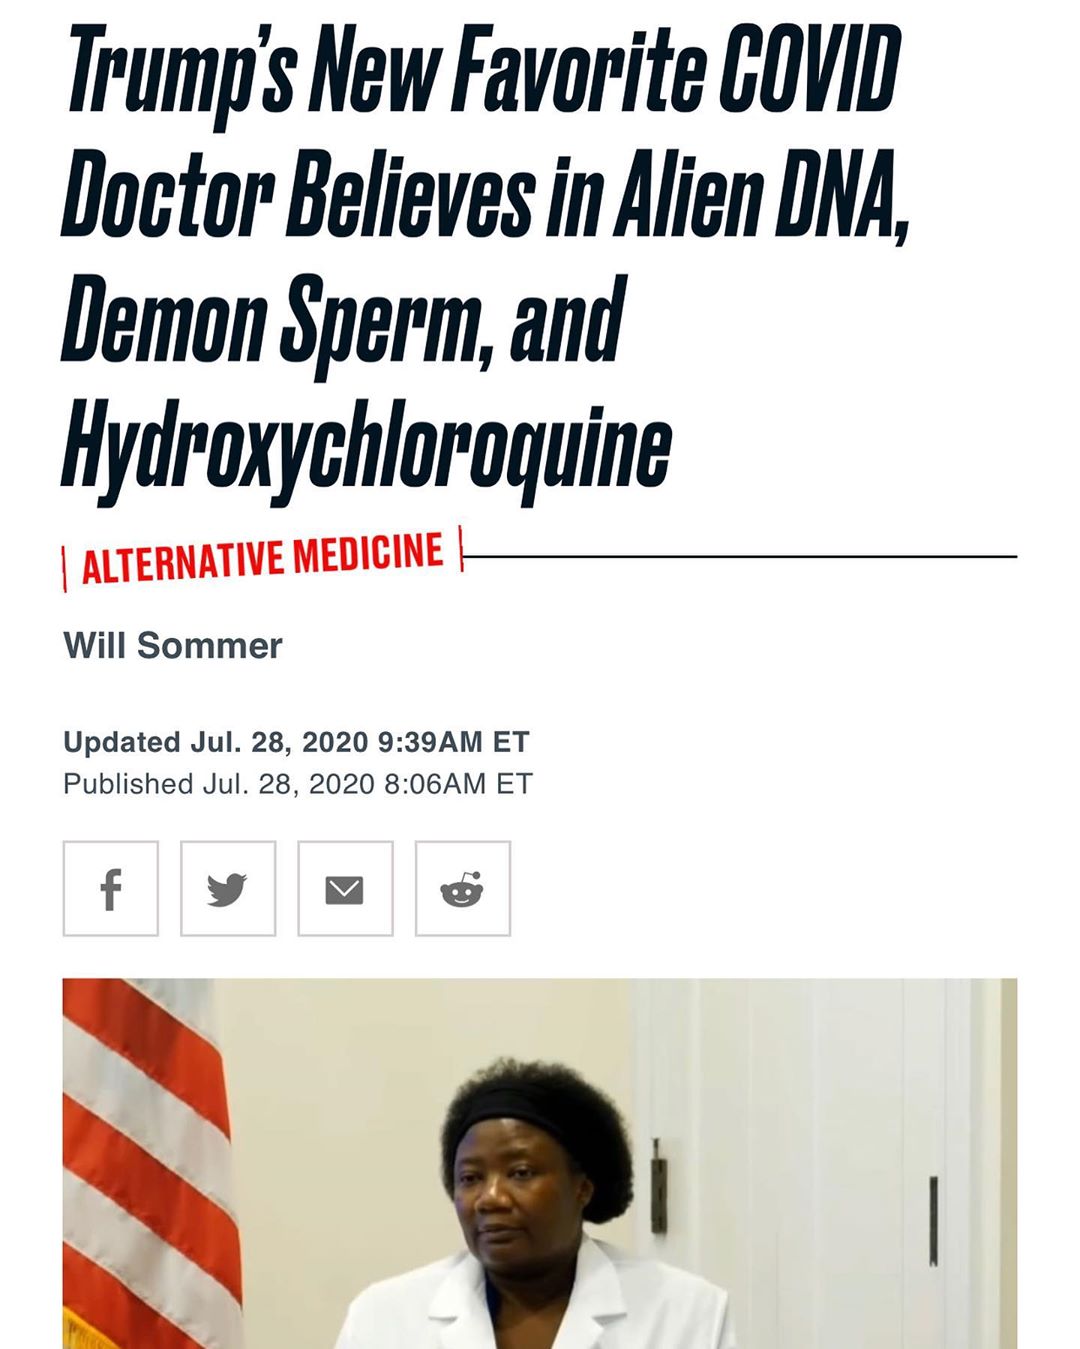 Trump's New Favorite COVID
Doctor Believes in Alien DNA,
Demon Sperm, and
Hydroxychloroquine
ALTERNATIVE MEDICINE
Will Sommer
Updated Jul. 28, 2020 9:39AM ET
Published Jul. 28, 2020 8:06AM ET